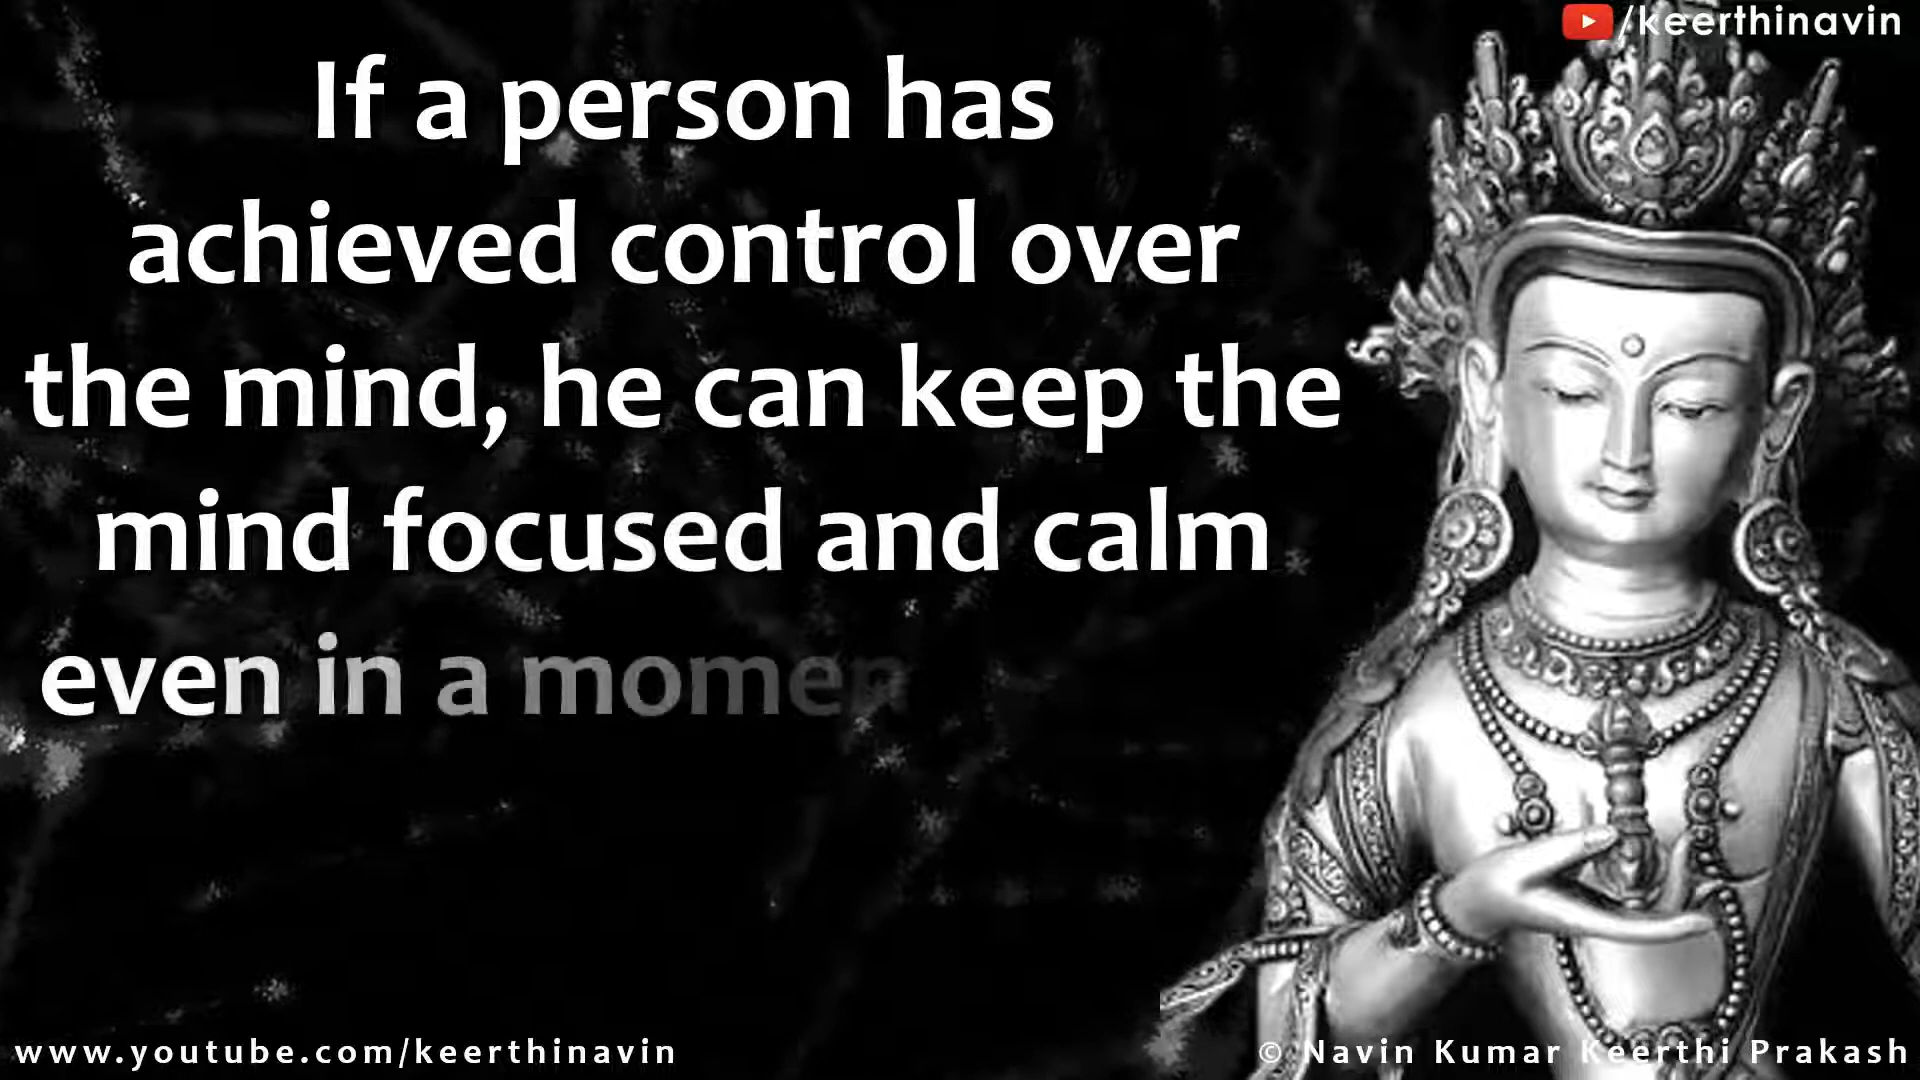 /keerthinavin
If a person has
achieved control over
the mind, he can keep the
mind focused and calm
even in a momen
www.youtube.com/keerthinavin
© Navin Kumar Keerthi Prakash